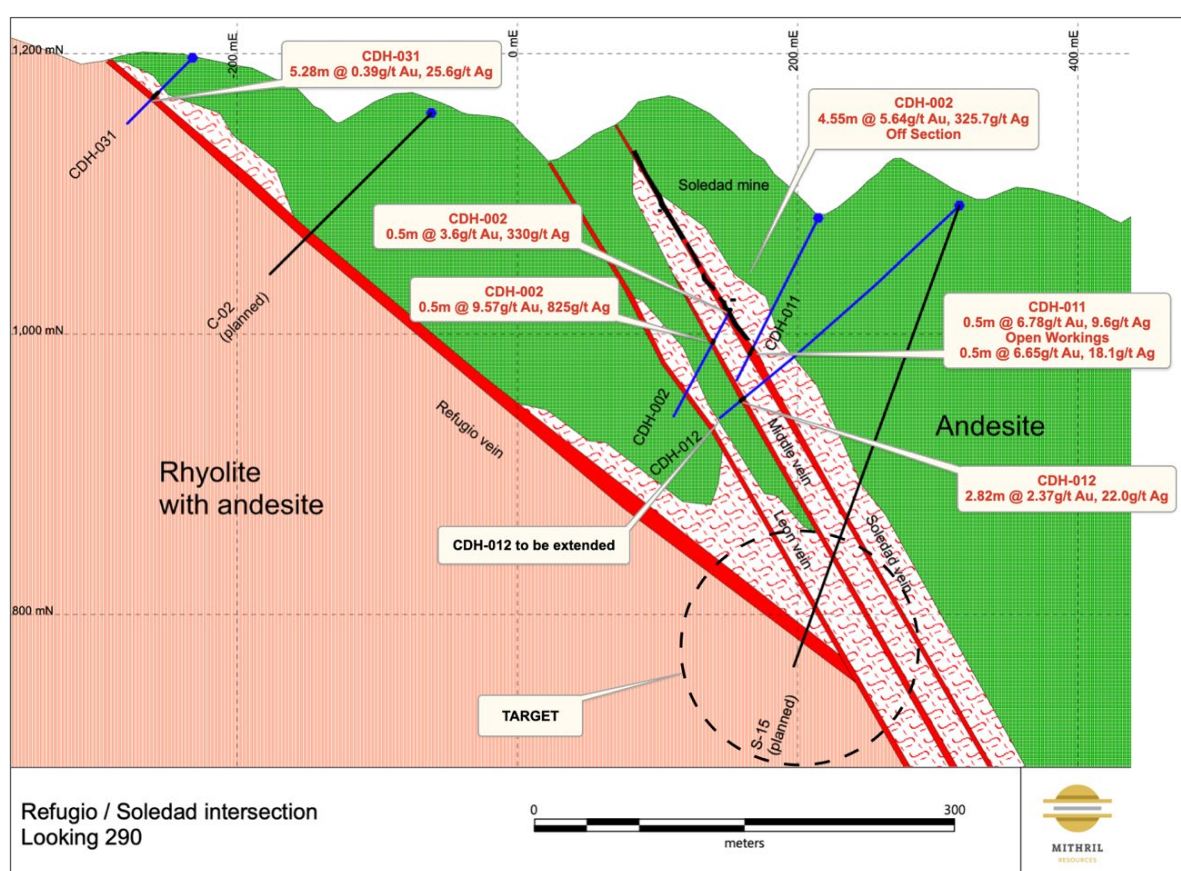 1,200 mN
-200 mE
0 mE
200 mE
400 mE
CDH-031
5.28m @ 0.39g/t Au, 25.6g/t Ag
CDH-031
CDH-002
4.55m @ 5.64g/t Au, 325.7g/t Ag
Off Section
Soledad mine
CDH-002
0.5m @ 3.6g/t Au, 330g/t Ag
CDH-002
0.5m @ 9.57g/t Au, 825g/t Ag
C-02
(planned)
1,000 mN
CDH-011
CDH-011
0.5m @ 6.78g/t Au, 9.6g/t Ag
Open Workings
0.5m @ 6.65g/t Au, 18.1g/t Ag
Refugio vein
CDH-002
CDH-012
Middle vein
Andesite
Rhyolite
with andesite
CDH-012
2.82m @ 2.37g/t Au, 22.0g/t Ag
CDH-012 to be extended
Leon vein
Soledad vein
800 mN
TARGET
S-15
(planned)
Refugio / Soledad intersection
Looking 290
0
300
meters
MITHRIL
RESOURCES